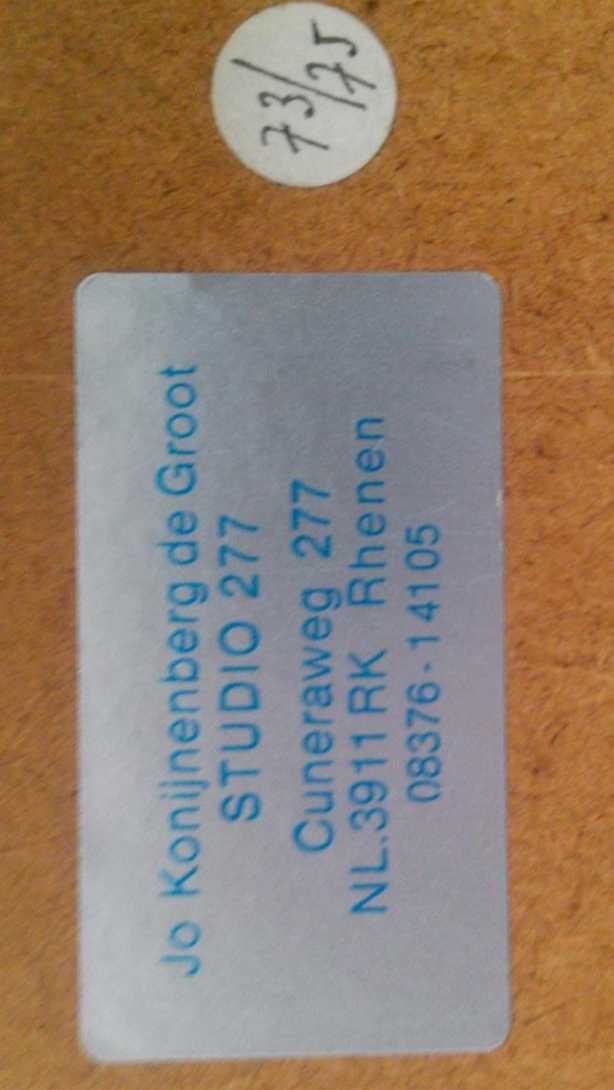 73/75
Jo Konijnenberg de Groot
STUDIO 277
Cuneraweg 277
NL.3911 RK Rhenen
08376-14105